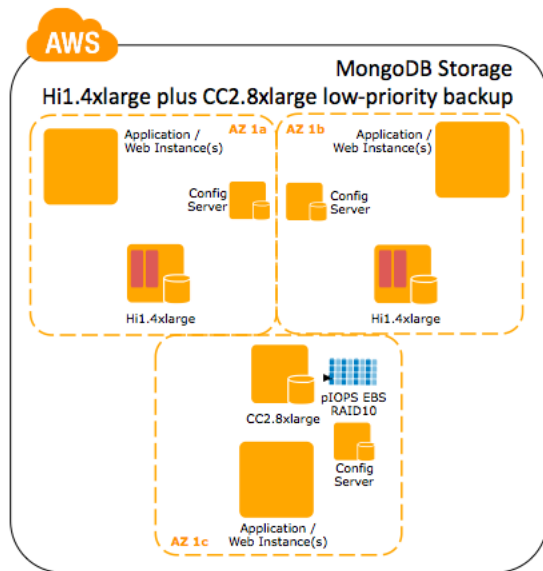 AWS
MongoDB Storage
Hi1.4xlarge plus CC2.8xlarge low-priority backup
Application /
Web Instance(s)
AZ 1a
Config
Server
Hi1.4xlarge
AZ 1b
Application /
Web Instance(s)
Config
Server
Hi1.4xlarge
CC2.8xlarge
pIOPS EBS
RAID10
Config
Server
Application /
Web Instance(s)
AZ 1c